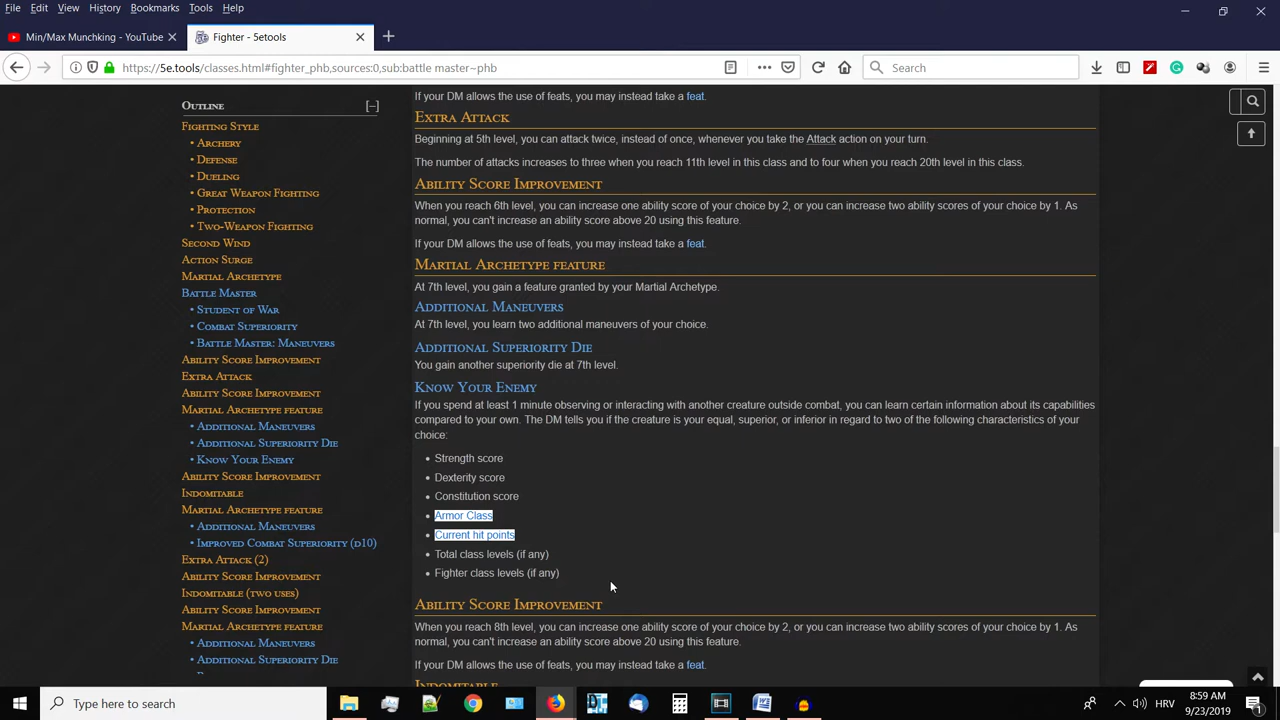 File Edit View History Bookmarks Tools Help
Min/Max Munchking - YouTube
Fighter - 5etools
https://5e.tools/classes.html#fighter_phb,sources:0,sub:battle master~phb
Search
Outline [–]
Fighting Style
• Archery
• Defense
• Dueling
• Great Weapon Fighting
• Protection
• Two-Weapon Fighting
Second Wind
Action Surge
Martial Archetype
Battle Master
• Student of War
• Combat Superiority
• Battle Master: Maneuvers
Ability Score Improvement
Extra Attack
Ability Score Improvement
Martial Archetype feature
• Additional Maneuvers
• Additional Superiority Die
• Know Your Enemy
Ability Score Improvement
Indomitable
Martial Archetype feature
• Additional Maneuvers
• Improved Combat Superiority (d10)
Extra Attack (2)
Ability Score Improvement
Indomitable (two uses)
Ability Score Improvement
Martial Archetype feature
• Additional Maneuvers
• Additional Superiority Die
If your DM allows the use of feats, you may instead take a feat.
Extra Attack
Beginning at 5th level, you can attack twice, instead of once, whenever you take the Attack action on your turn.
The number of attacks increases to three when you reach 11th level in this class and to four when you reach 20th level in this class.
Ability Score Improvement
When you reach 6th level, you can increase one ability score of your choice by 2, or you can increase two ability scores of your choice by 1. As
normal, you can't increase an ability score above 20 using this feature.
If your DM allows the use of feats, you may instead take a feat.
Martial Archetype feature
At 7th level, you gain a feature granted by your Martial Archetype.
Additional Maneuvers
At 7th level, you learn two additional maneuvers of your choice.
Additional Superiority Die
You gain another superiority die at 7th level.
Know Your Enemy
If you spend at least 1 minute observing or interacting with another creature outside combat, you can learn certain information about its capabilities
compared to your own. The DM tells you if the creature is your equal, superior, or inferior in regard to two of the following characteristics of your
choice:
• Strength score
• Dexterity score
• Constitution score
• Armor Class
• Current hit points
• Total class levels (if any)
• Fighter class levels (if any)
Ability Score Improvement
When you reach 8th level, you can increase one ability score of your choice by 2, or you can increase two ability scores of your choice by 1. As
normal, you can't increase an ability score above 20 using this feature.
If your DM allows the use of feats, you may instead take a feat.
Indomitable
Type here to search
HRV
8:59 AM
9/23/2019
1